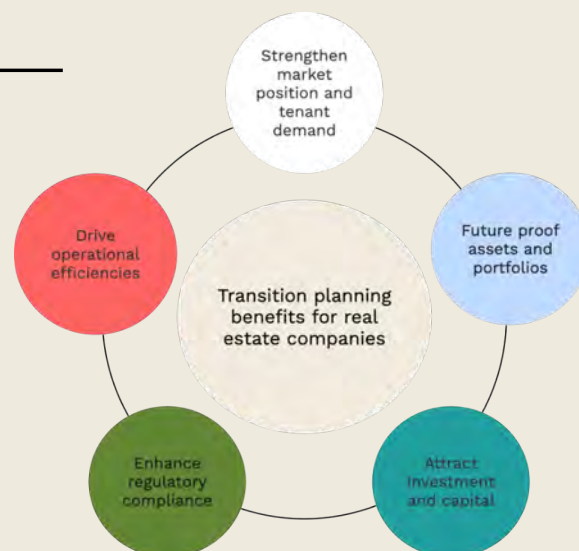 Strengthen
market
position and
tenant
demand
Future proof
assets and
portfolios
Attract
investment
and capital
Enhance
regulatory
compliance
Drive
operational
efficiencies
Transition planning
benefits for real
estate companies